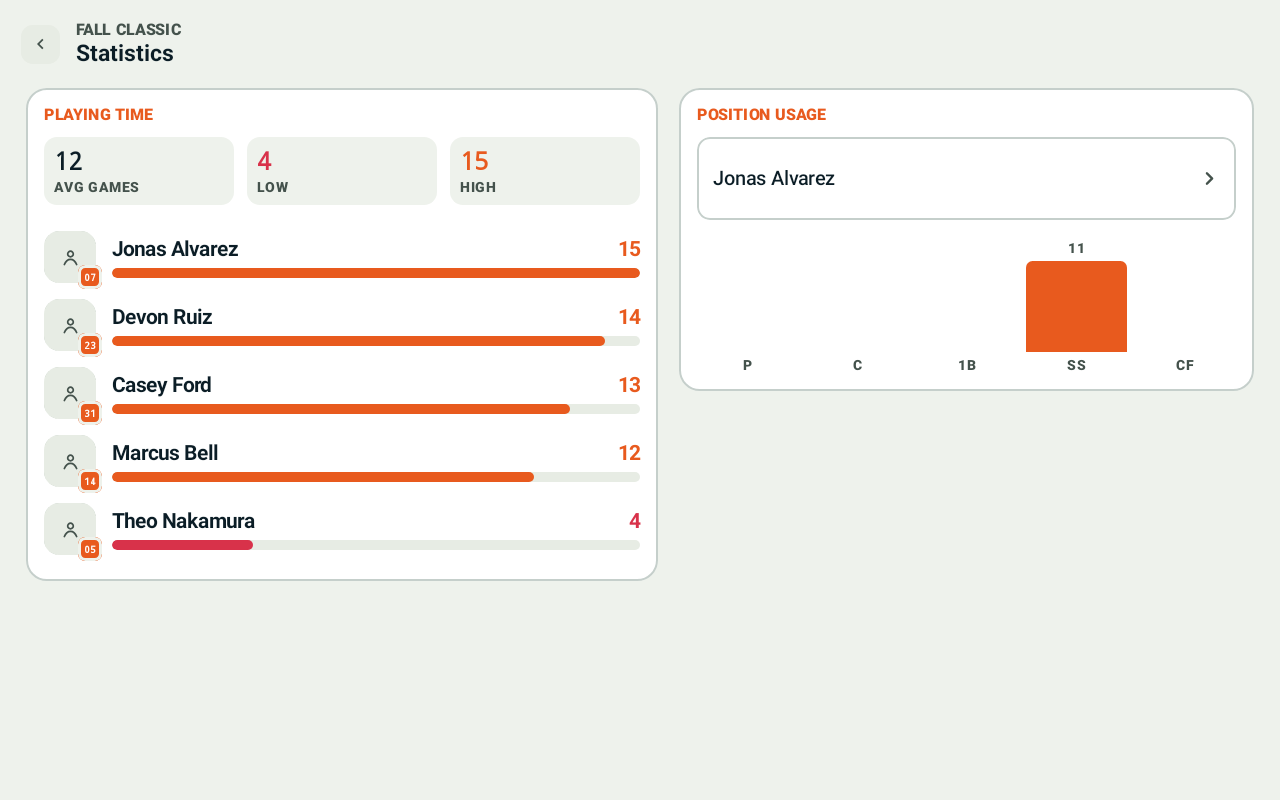 FALL CLASSIC
Statistics
PLAYING TIME
12
AVG GAMES
4
LOW
15
HIGH
Jonas Alvarez 15
07
Devon Ruiz 14
23
Casey Ford 13
31
Marcus Bell 12
14
Theo Nakamura 4
05
POSITION USAGE
Jonas Alvarez
11
P C 1B SS CF